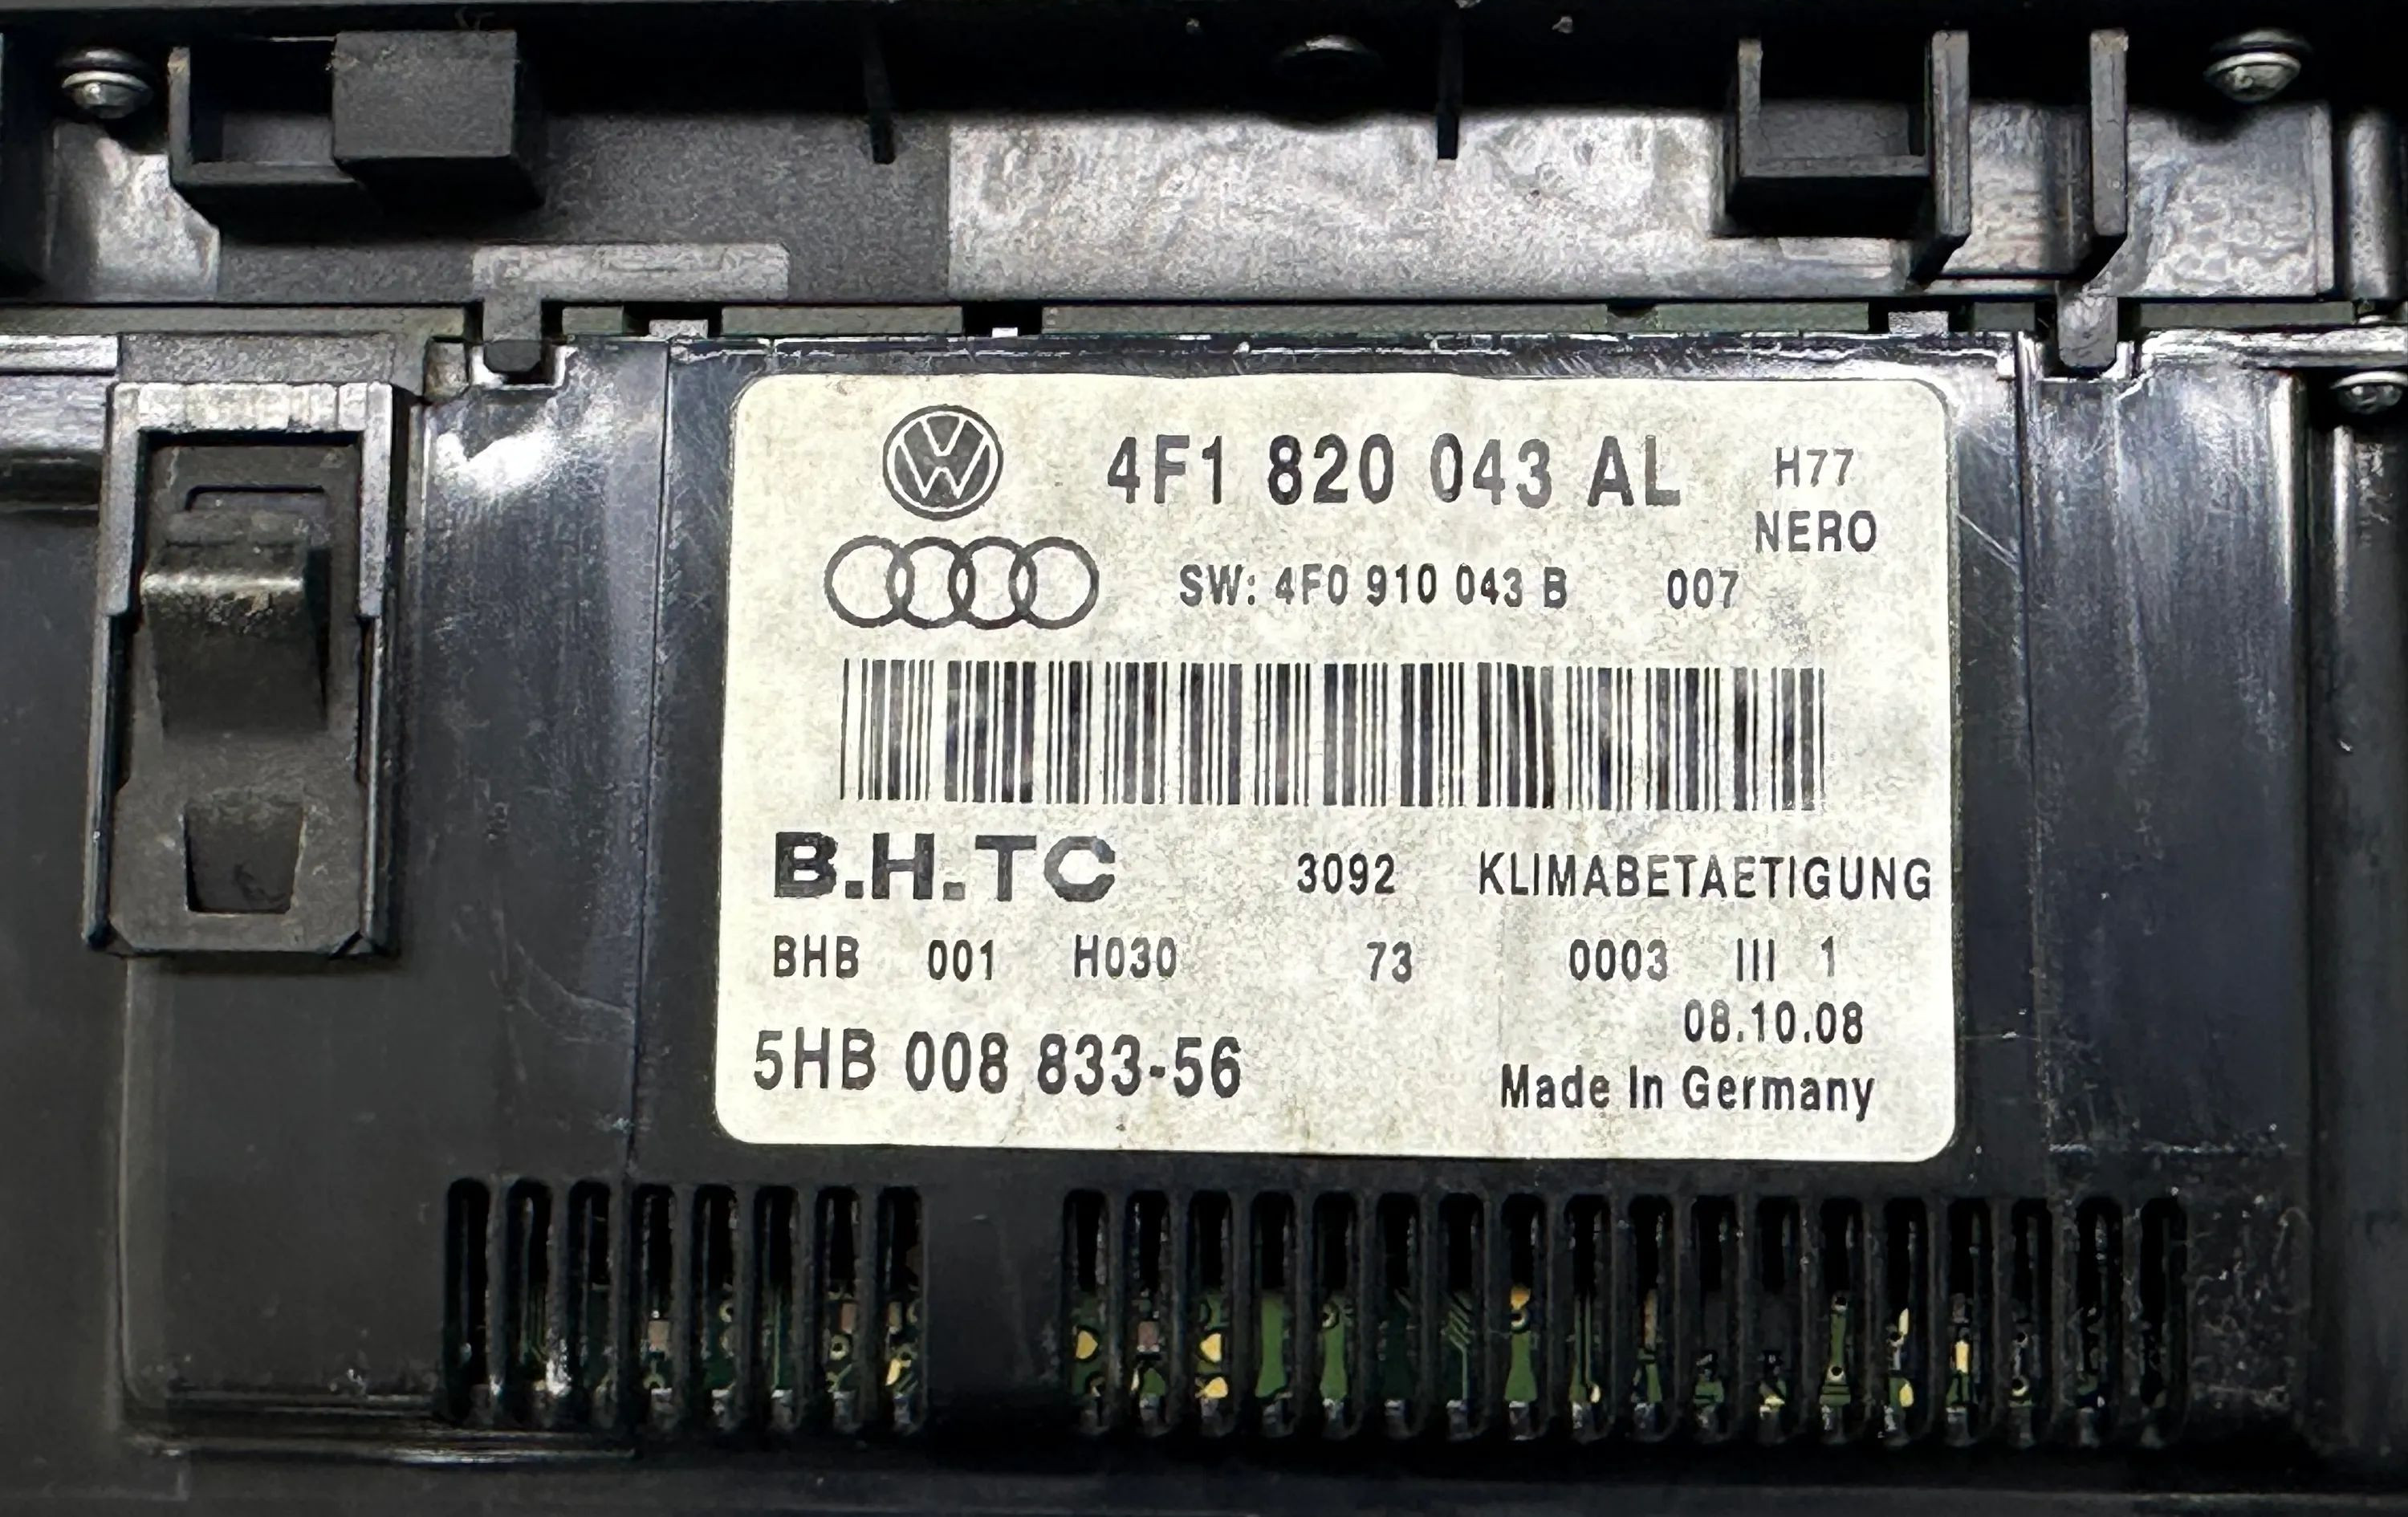 4F1 820 043 AL H77
NERO
SW: 4F0 910 043 B 007
B.H.TC 3092 KLIMABETAETIGUNG
BHB 001 H030 73 0003 III 1
08.10.08
5HB 008 833-56
Made In Germany